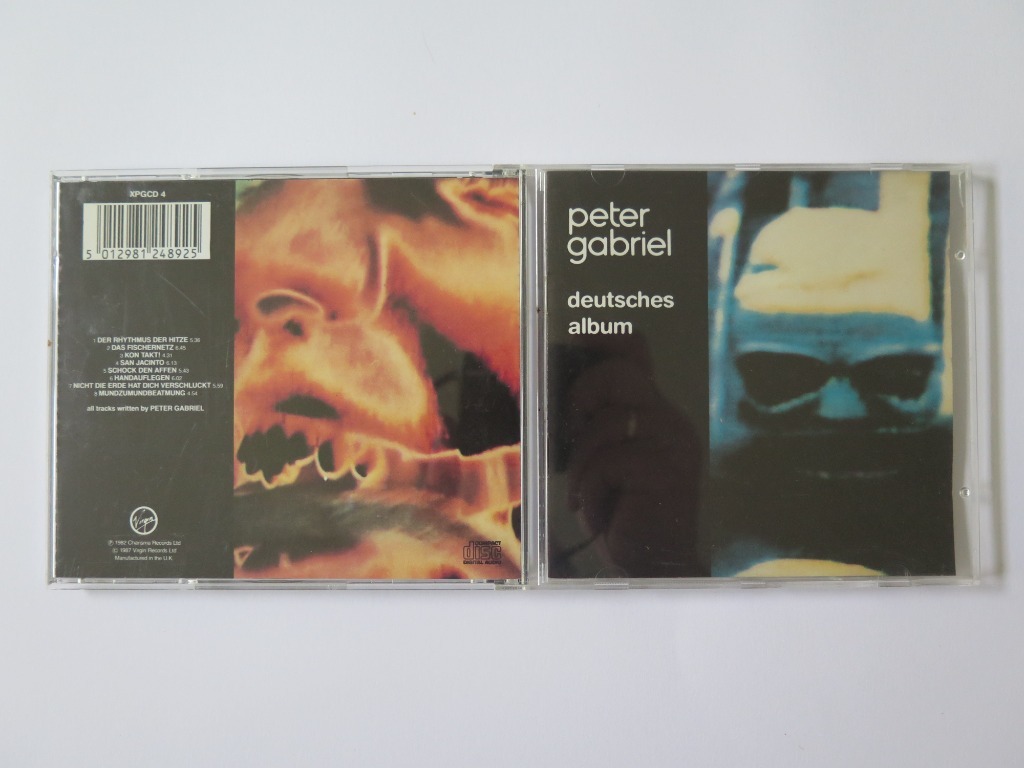 XPGCD 4
5 012981 248925
1 DER RHYTHMUS DER HITZE 5.36
2 DAS FISCHERNETZ 6.45
3 KON TAKT! 4.31
4 SAN JACINTO 6.13
5 SCHOCK DEN AFFEN 5.43
6 HANDAUFLEGEN 6.02
7 NICHT DIE ERDE HAT DICH VERSCHLUCKT 5.59
8 MUNDZUMUNDBEATMUNG 4.54
all tracks written by PETER GABRIEL
Virgin
℗ 1982 Charisma Records Ltd
© 1987 Virgin Records Ltd
Manufactured in the U.K
COMPACT
disc
DIGITAL AUDIO
peter
gabriel
deutsches
album